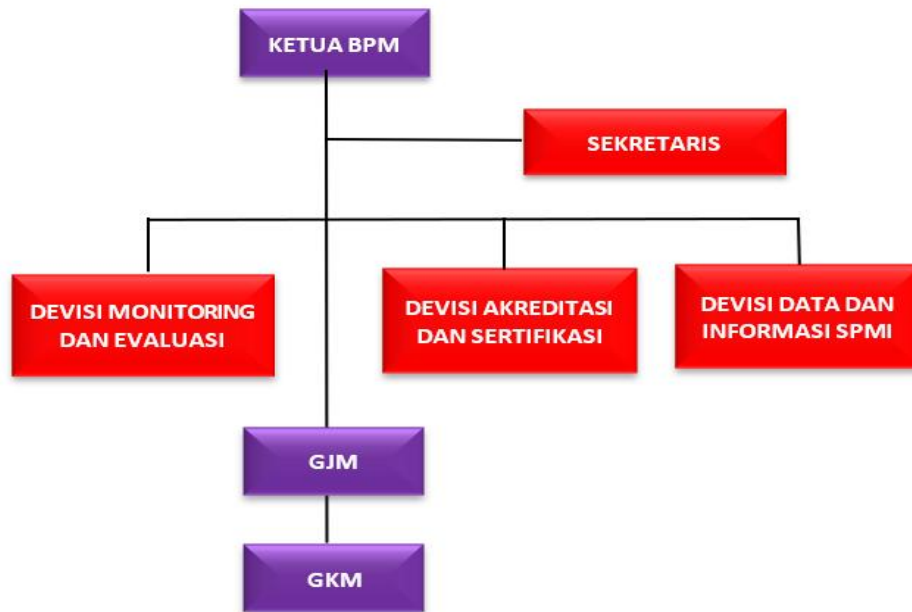 KETUA BPM
SEKRETARIS
DEVISI MONITORING
DAN EVALUASI
DEVISI AKREDITASI
DAN SERTIFIKASI
DEVISI DATA DAN
INFORMASI SPMI
GJM
GKM